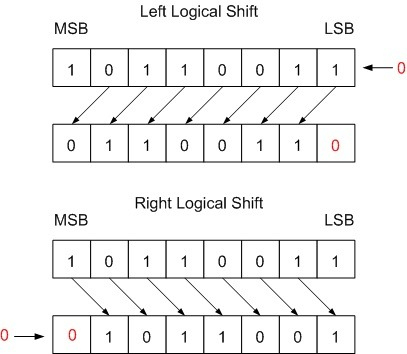 Left Logical Shift
MSB LSB
1 0 1 1 0 0 1 1 0
0 1 1 0 0 1 1 0
Right Logical Shift
MSB LSB
1 0 1 1 0 0 1 1
0 0 1 0 1 1 0 0 1